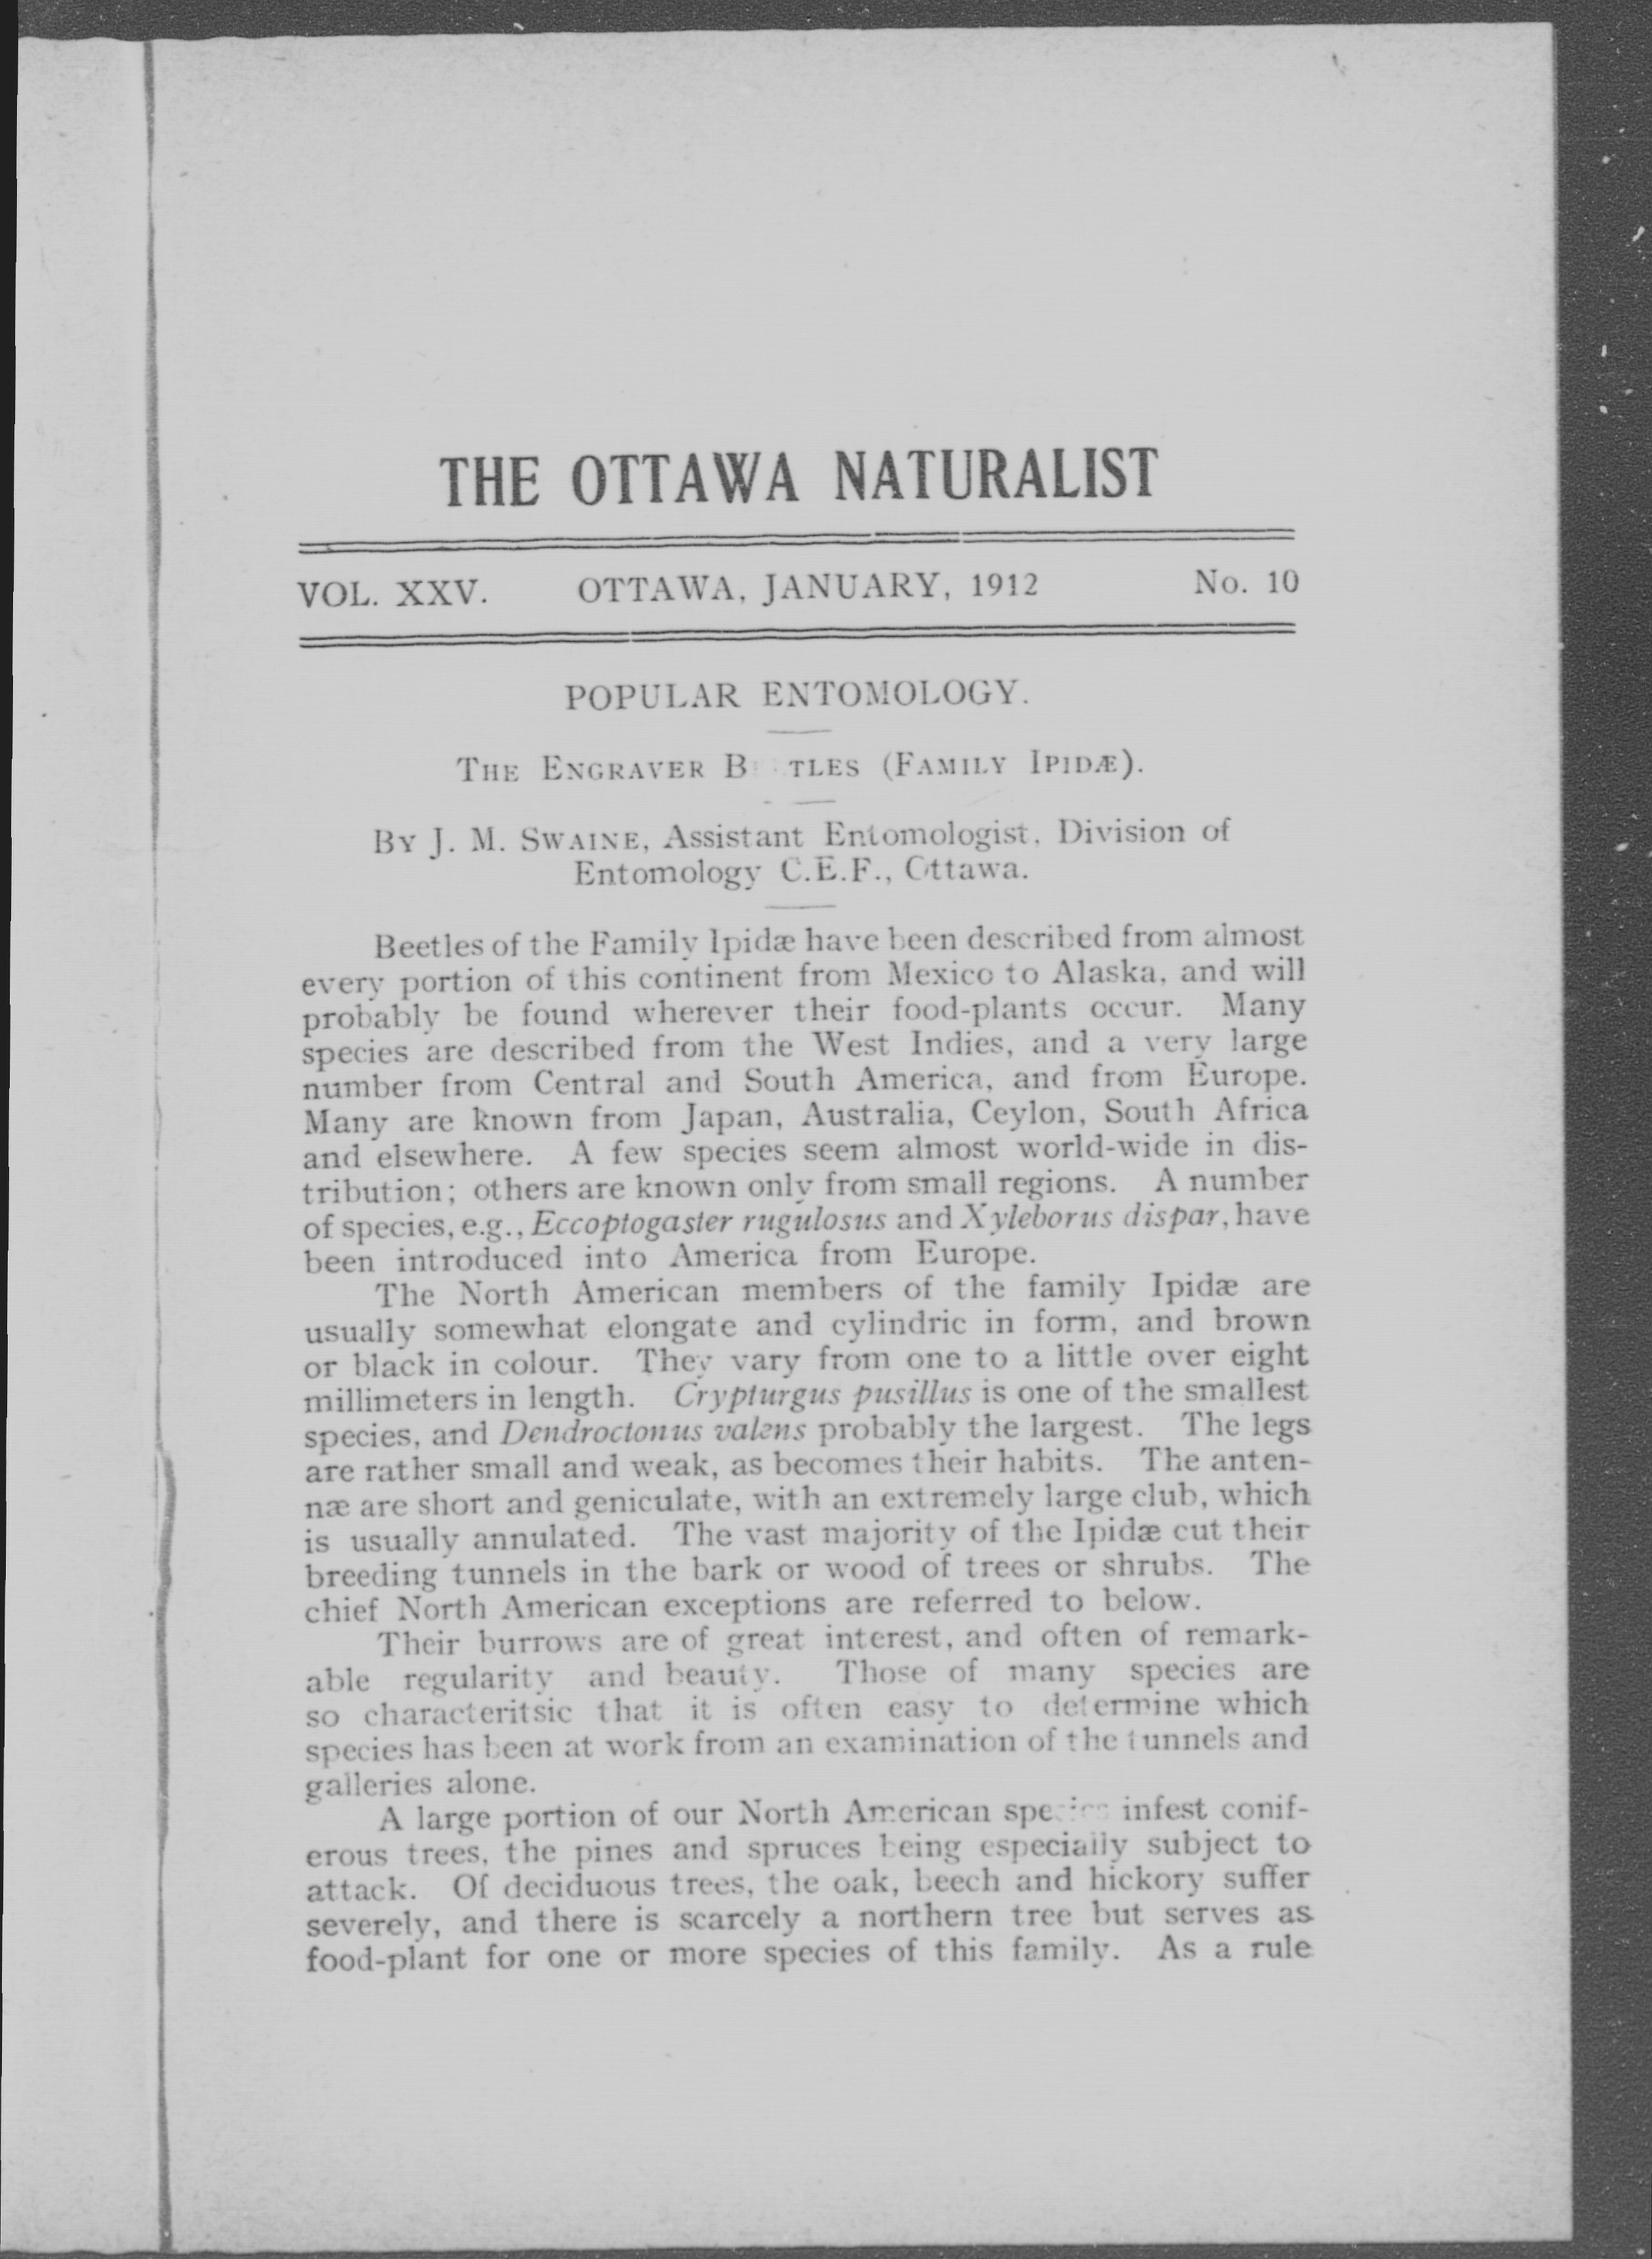 THE OTTAWA NATURALIST
VOL. XXV. OTTAWA, JANUARY, 1912 No. 10
POPULAR ENTOMOLOGY.
THE ENGRAVER B  TLES (FAMILY IPIDÆ).
BY J. M. SWAINE, Assistant Entomologist, Division of
Entomology C.E.F., Ottawa.
Beetles of the Family Ipidæ have been described from almost
every portion of this continent from Mexico to Alaska, and will
probably be found wherever their food-plants occur. Many
species are described from the West Indies, and a very large
number from Central and South America, and from Europe.
Many are known from Japan, Australia, Ceylon, South Africa
and elsewhere. A few species seem almost world-wide in dis-
tribution; others are known only from small regions. A number
of species, e.g., Eccoptogaster rugulosus and Xyleborus dispar, have
been introduced into America from Europe.
The North American members of the family Ipidæ are
usually somewhat elongate and cylindric in form, and brown
or black in colour. They vary from one to a little over eight
millimeters in length. Crypturgus pusillus is one of the smallest
species, and Dendroctonus valens probably the largest. The legs
are rather small and weak, as becomes their habits. The anten-
næ are short and geniculate, with an extremely large club, which
is usually annulated. The vast majority of the Ipidæ cut their
breeding tunnels in the bark or wood of trees or shrubs. The
chief North American exceptions are referred to below.
Their burrows are of great interest, and often of remark-
able regularity and beauty. Those of many species are
so characteritsic that it is often easy to determine which
species has been at work from an examination of the tunnels and
galleries alone.
A large portion of our North American species infest conif-
erous trees, the pines and spruces being especially subject to
attack. Of deciduous trees, the oak, beech and hickory suffer
severely, and there is scarcely a northern tree but serves as
food-plant for one or more species of this family. As a rule